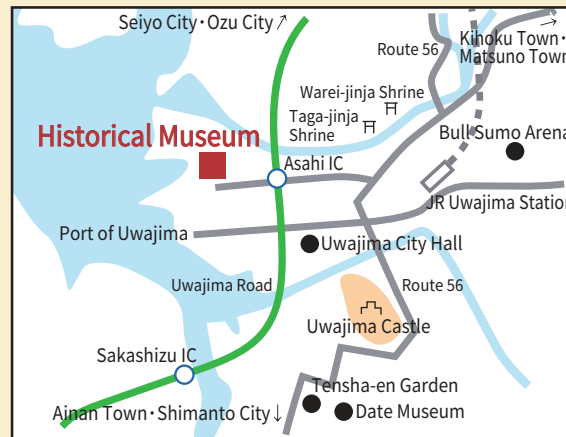 Seiyo City・Ozu City↗
→
Kihoku Town・
Matsuno Town
Route 56
Warei-jinja Shrine
Taga-jinja
Shrine
Historical Museum
Bull Sumo Arena
Asahi IC
JR Uwajima Station
Port of Uwajima
Uwajima City Hall
Uwajima Road
Route 56
Uwajima Castle
Sakashizu IC
Tensha-en Garden
Ainan Town・Shimanto City↓
Date Museum